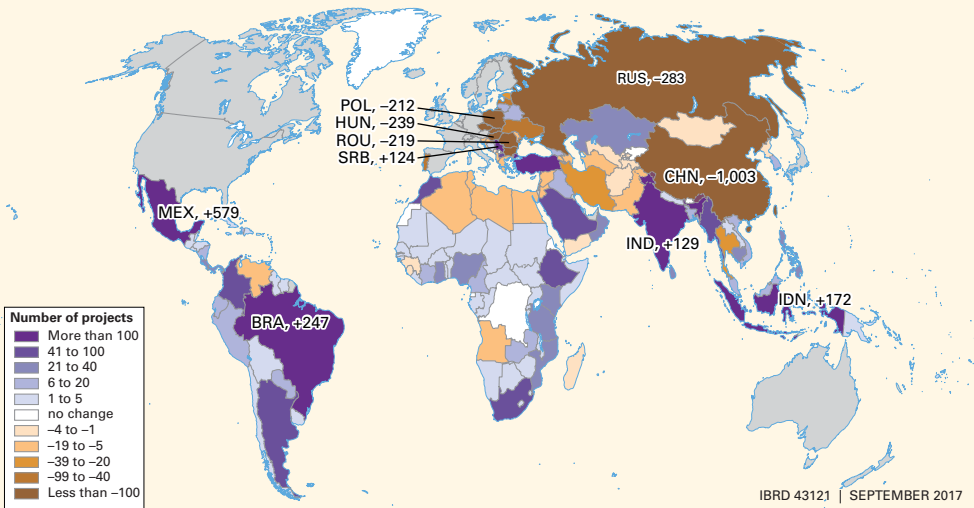 RUS, –283
POL, –212
HUN, –239
ROU, –219
SRB, +124
CHN, –1,003
MEX, +579
IND, +129
IDN, +172
BRA, +247
Number of projects
More than 100
41 to 100
21 to 40
6 to 20
1 to 5
no change
–4 to –1
–19 to –5
–39 to –20
–99 to –40
Less than –100
IBRD 43121 | SEPTEMBER 2017